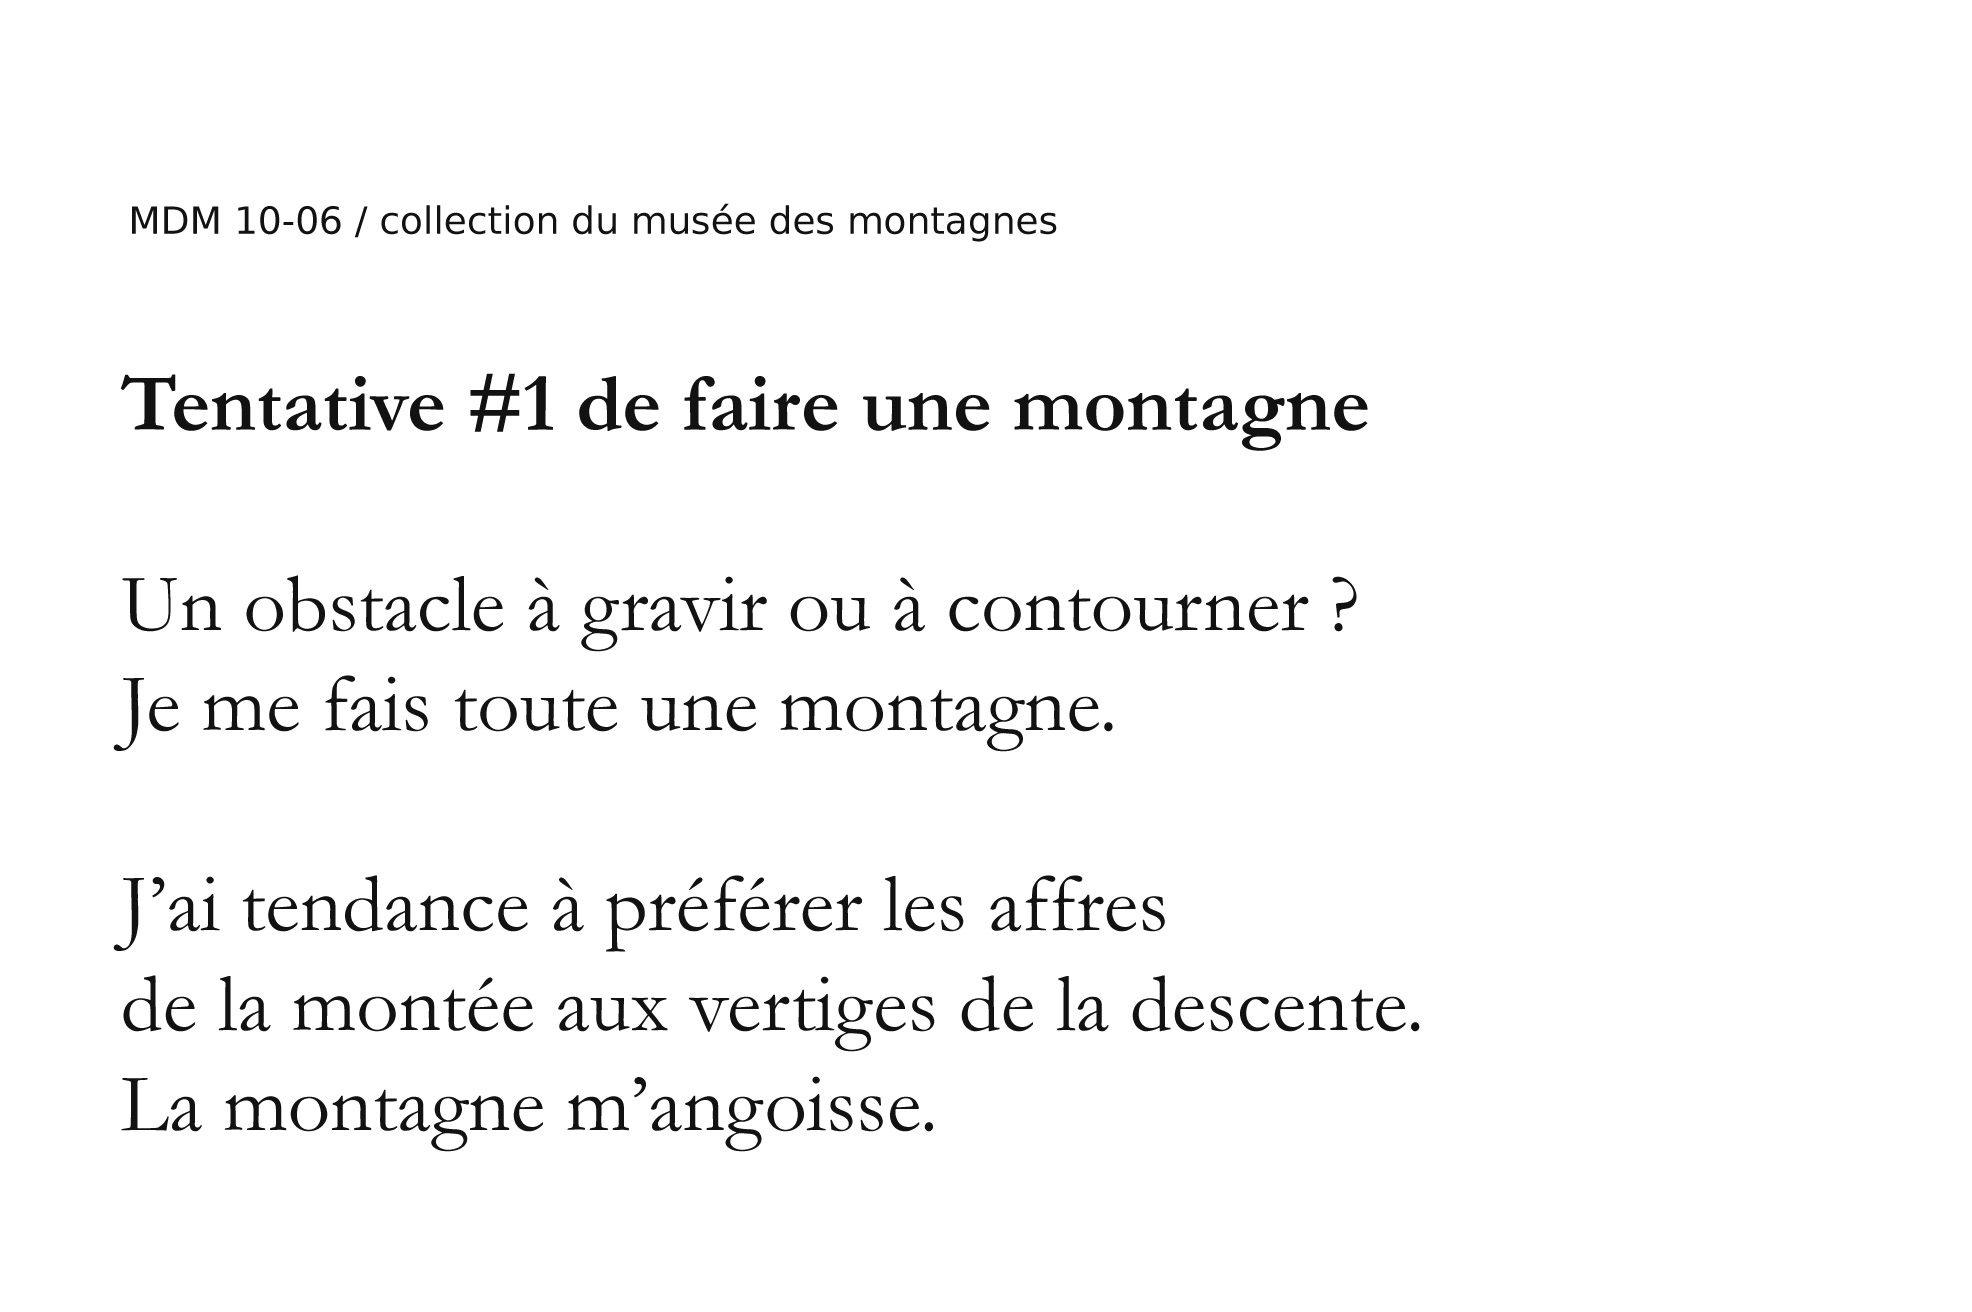 MDM 10-06 / collection du musée des montagnes
Tentative #1 de faire une montagne
Un obstacle à gravir ou à contourner ?
Je me fais toute une montagne.
J’ai tendance à préférer les affres
de la montée aux vertiges de la descente.
La montagne m’angoisse.